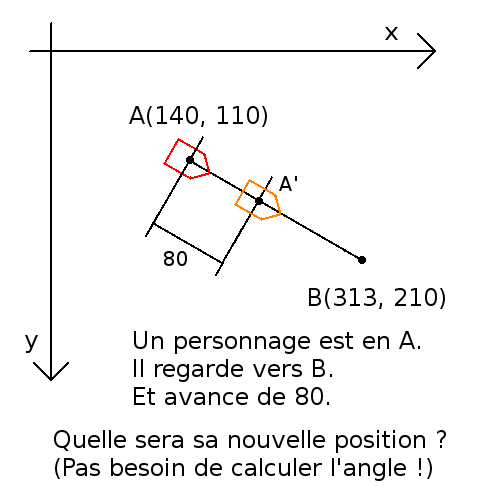 x
A(140, 110)
A'
80
B(313, 210)
y
Un personnage est en A.
Il regarde vers B.
Et avance de 80.
Quelle sera sa nouvelle position ?
(Pas besoin de calculer l'angle !)